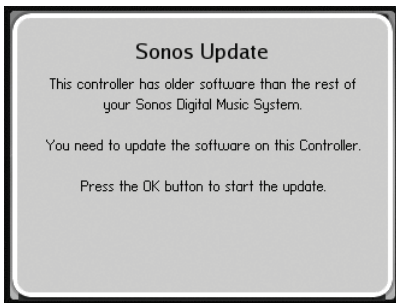 Sonos Update
This controller has older software than the rest of
your Sonos Digital Music System.
You need to update the software on this Controller.
Press the OK button to start the update.